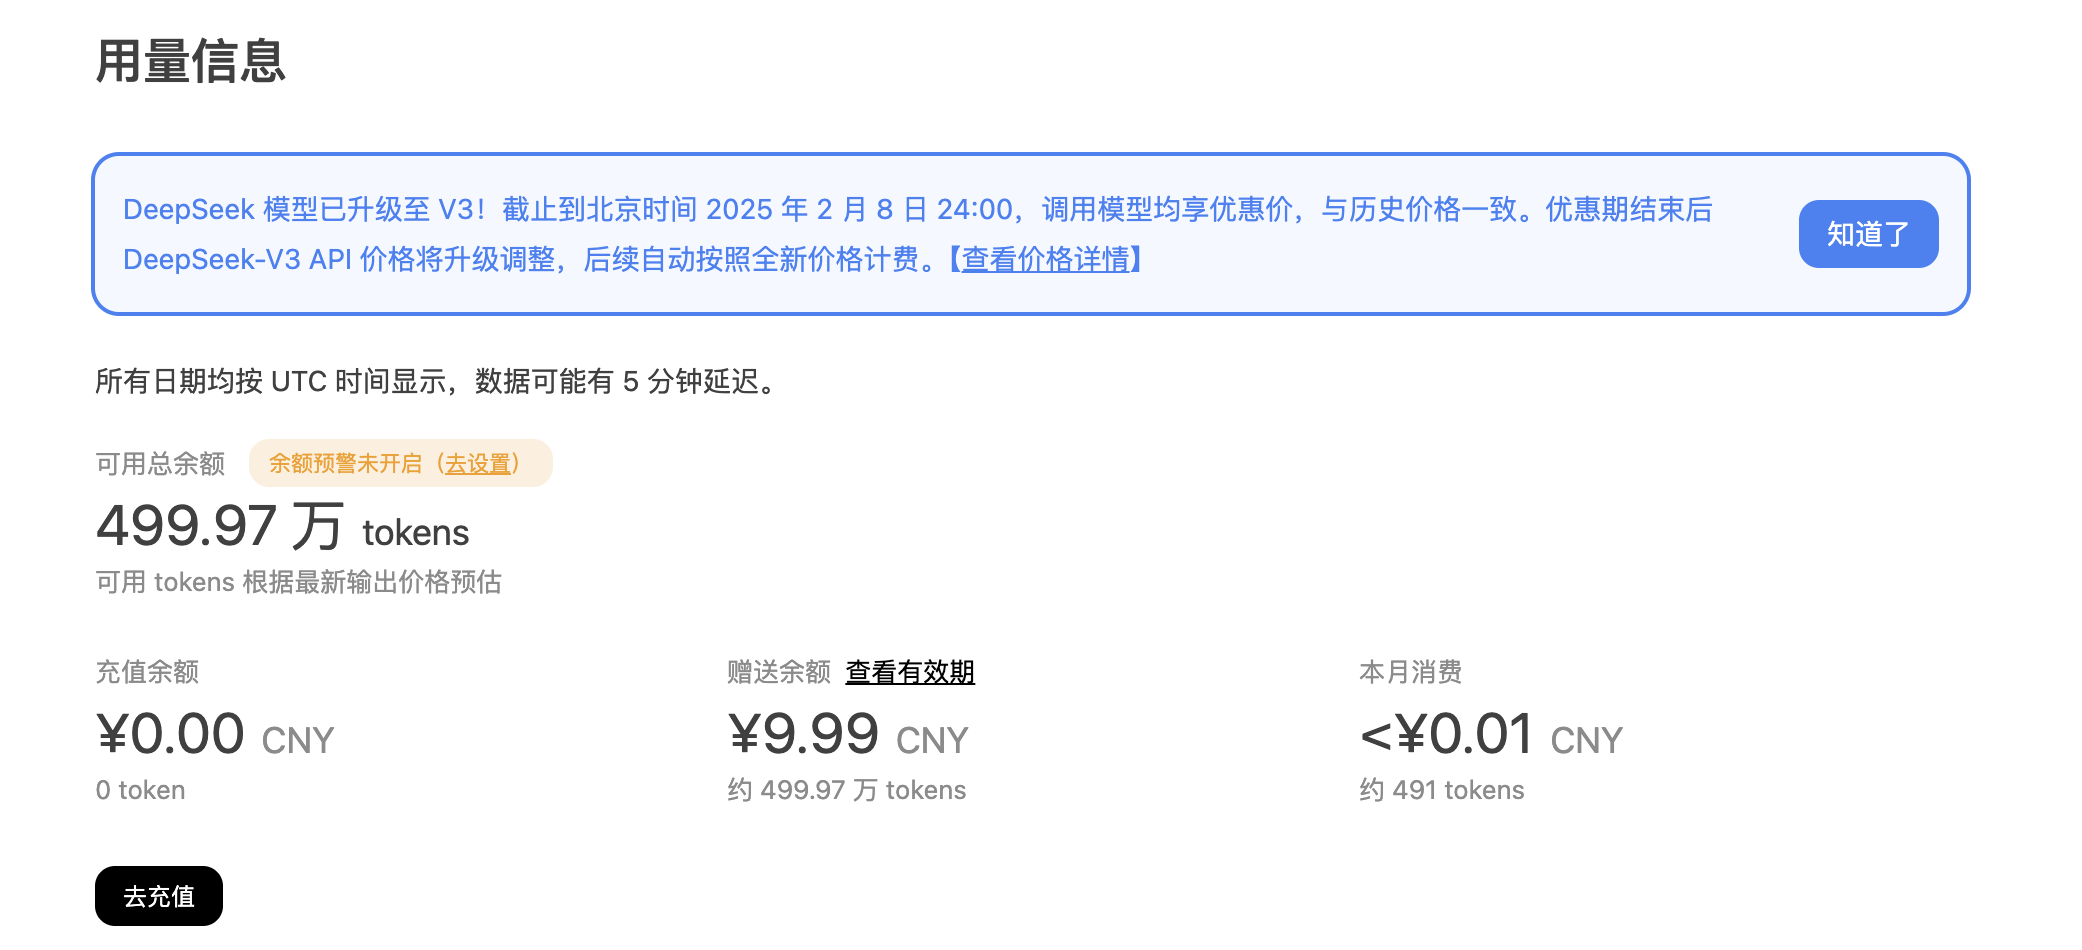 用量信息
DeepSeek 模型已升级至 V3！截止到北京时间 2025 年 2 月 8 日 24:00，调用模型均享优惠价，与历史价格一致。优惠期结束后
DeepSeek-V3 API 价格将升级调整，后续自动按照全新价格计费。【查看价格详情】
知道了
所有日期均按 UTC 时间显示，数据可能有 5 分钟延迟。
可用总余额 余额预警未开启（去设置）
499.97 万 tokens
可用 tokens 根据最新输出价格预估
充值余额
¥0.00 CNY
0 token
赠送余额 查看有效期
¥9.99 CNY
约 499.97 万 tokens
本月消费
<¥0.01 CNY
约 491 tokens
去充值